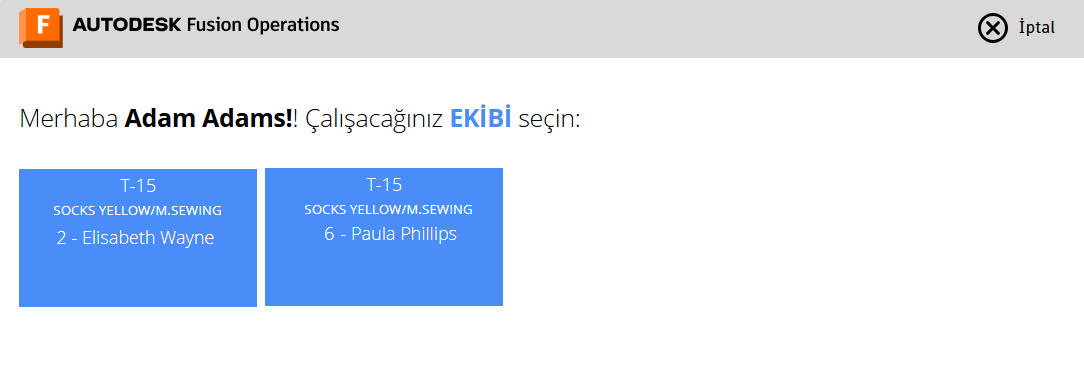 F AUTODESK Fusion Operations
İptal
Merhaba Adam Adams!! Çalışacağınız EKİBİ seçin:
T-15
SOCKS YELLOW/M.SEWING
2 - Elisabeth Wayne
T-15
SOCKS YELLOW/M.SEWING
6 - Paula Phillips